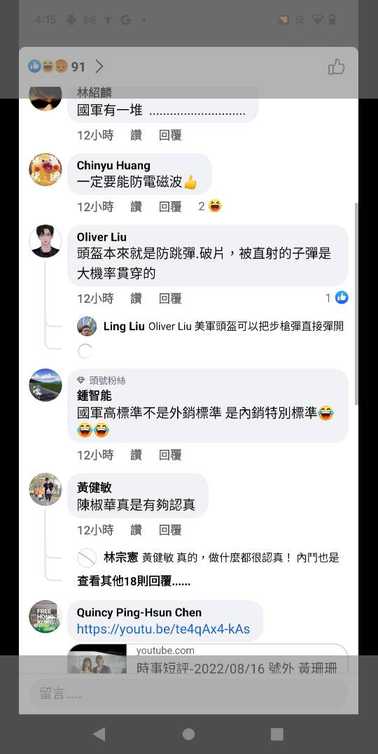 4:15
G
91
林紹麟
國軍有一堆 ............................
12小時 讚 回覆
Chinyu Huang
一定要能防電磁波👍
12小時 讚 回覆 2
Oliver Liu
頭盔本來就是防跳彈.破片，被直射的子彈是
大機率貫穿的
12小時 讚 回覆 1
Ling Liu Oliver Liu 美軍頭盔可以把步槍彈直接彈開
頭號粉絲
鍾智能
國軍高標準不是外銷標準 是內銷特別標準😂
😂😂
12小時 讚 回覆
黃健敏
陳椒華真是有夠認真
12小時 讚 回覆
林宗憲 黃健敏 真的，做什麼都很認真！ 內鬥也是
查看其他18則回覆......
FREE
HONG
KONG
Quincy Ping-Hsun Chen
https://youtu.be/te4qAx4-kAs
youtube.com
時事短評-2022/08/16 號外 黃珊珊
留言......